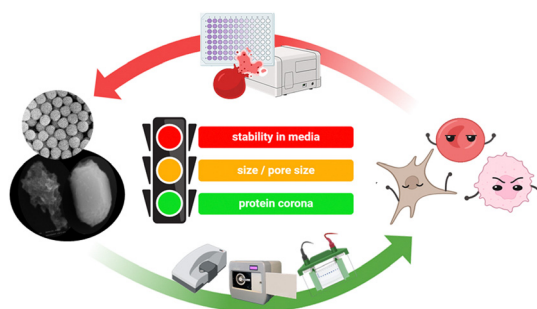 stability in media
size / pore size
protein corona